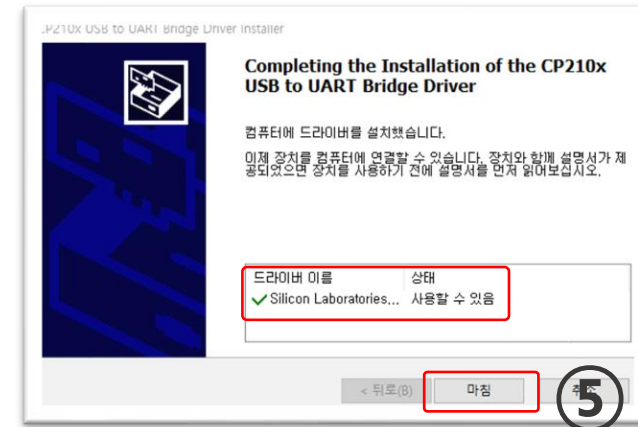 CP210x USB to UART Bridge Driver Installer
Completing the Installation of the CP210x
USB to UART Bridge Driver
컴퓨터에 드라이버를 설치했습니다.
이제 장치를 컴퓨터에 연결할 수 있습니다. 장치와 함께 설명서가 제
공되었으면 장치를 사용하기 전에 설명서를 먼저 읽어보십시오.
드라이버 이름 상태
Silicon Laboratories... 사용할 수 있음
< 뒤로(B) 마침
5